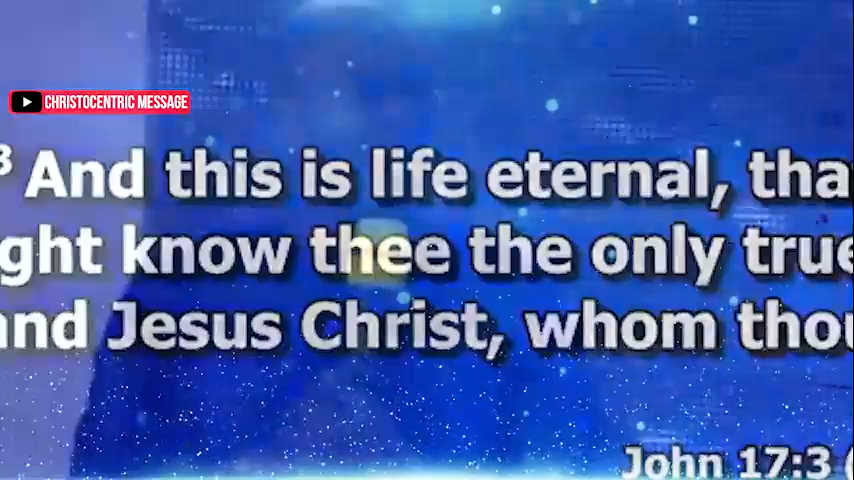 CHRISTOCENTRIC MESSAGE
3 And this is life eternal, tha
ght know thee the only true
and Jesus Christ, whom thou
John 17:3 (